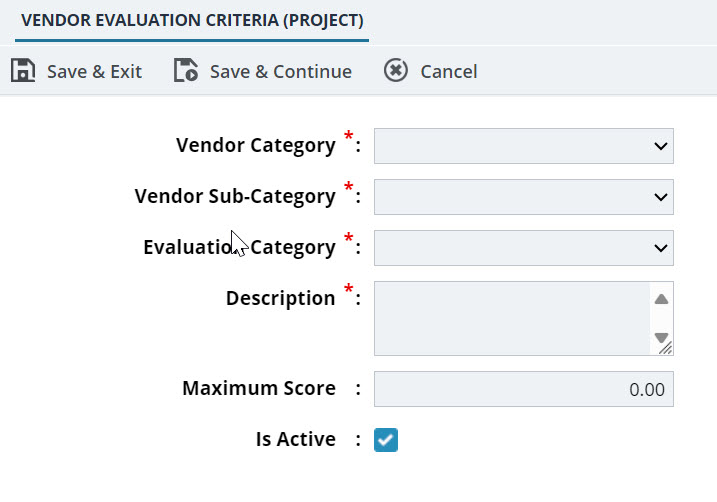 VENDOR EVALUATION CRITERIA (PROJECT)
Save & Exit Save & Continue Cancel
Vendor Category * :
Vendor Sub-Category * :
Evaluation Category * :
Description * :
Maximum Score : 0.00
Is Active :